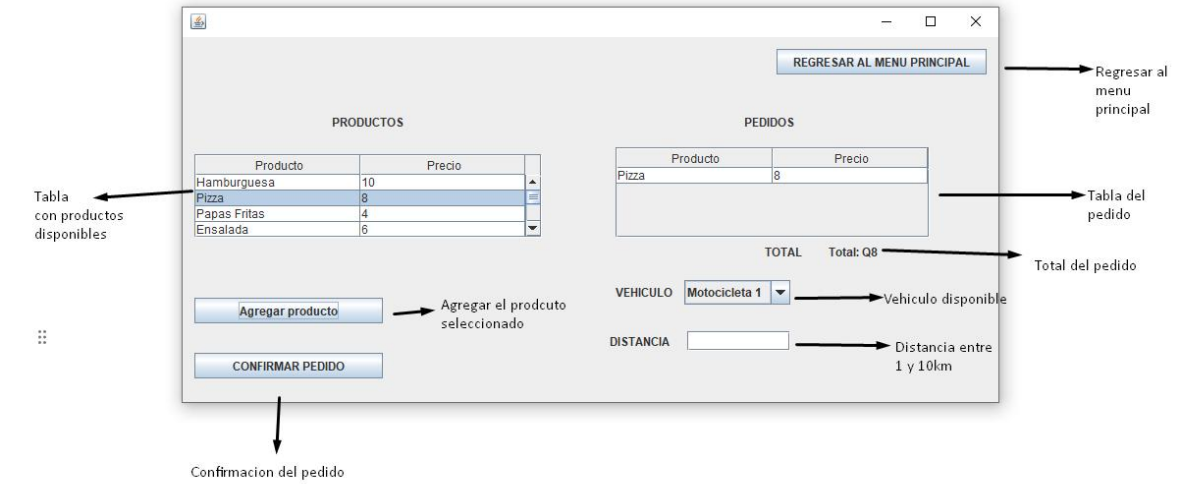 REGRESAR AL MENU PRINCIPAL
Regresar al
menu
principal
PRODUCTOS
PEDIDOS
Producto Precio
Hamburguesa 10
Pizza 8
Papas Fritas 4
Ensalada 6
Producto Precio
Pizza 8
Tabla
con productos
disponibles
Tabla del
pedido
TOTAL Total: Q8
Total del pedido
VEHICULO Motocicleta 1
Vehiculo disponible
Agregar producto
Agregar el prodcuto
seleccionado
DISTANCIA
Distancia entre
1 y 10km
CONFIRMAR PEDIDO
Confirmacion del pedido